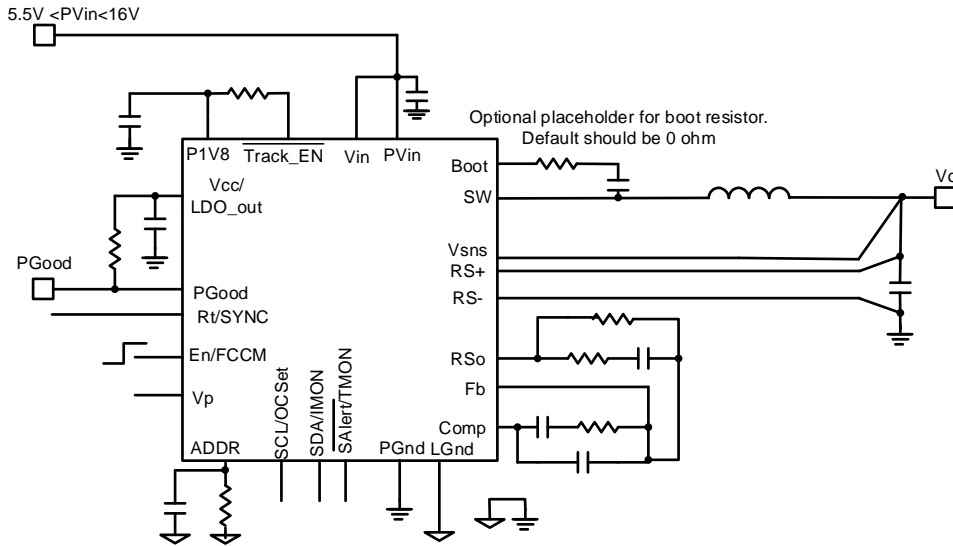 5.5V <PVin<16V
Optional placeholder for boot resistor.
Default should be 0 ohm
P1V8
Track_EN
Vin
PVin
Boot
SW
Vcc/
LDO_out
Vsns
RS+
RS-
PGood
PGood
Rt/SYNC
En/FCCM
Vp
ADDR
SCL/OCSet
SDA/IMON
SAlert/TMON
PGnd
LGnd
RSo
Fb
Comp